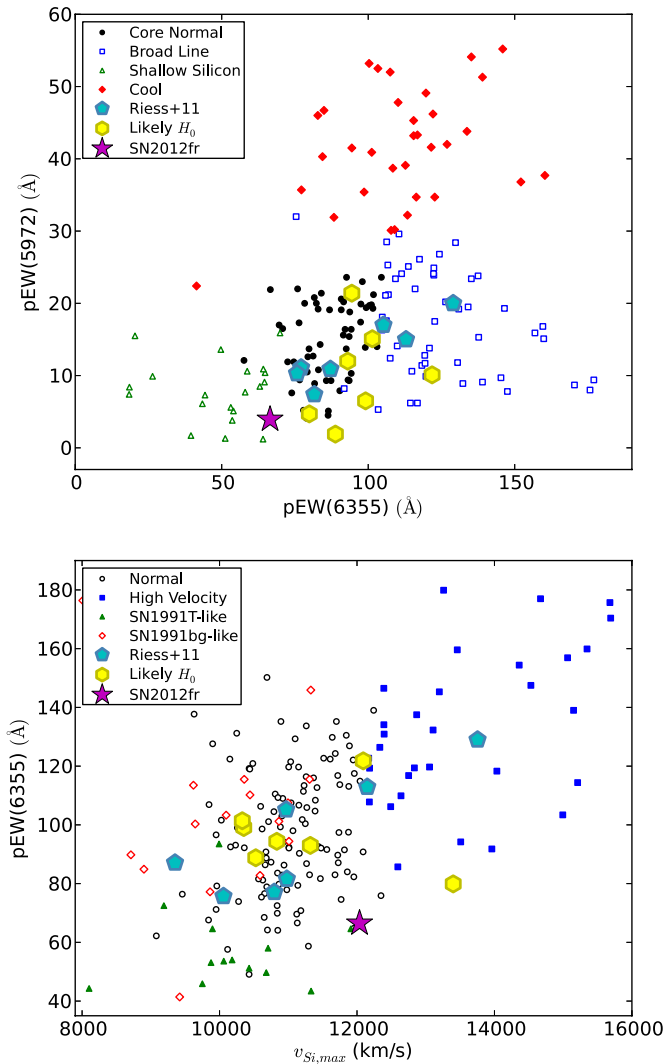 60
50
40
30
20
10
0
pEW(5972) (Å)
Core Normal
Broad Line
Shallow Silicon
Cool
Riess+11
Likely H₀
SN2012fr
0
50
100
150
pEW(6355) (Å)
180
160
140
120
100
80
60
40
pEW(6355) (Å)
Normal
High Velocity
SN1991T-like
SN1991bg-like
Riess+11
Likely H₀
SN2012fr
8000
10000
12000
14000
16000
v_{Si,max} (km/s)